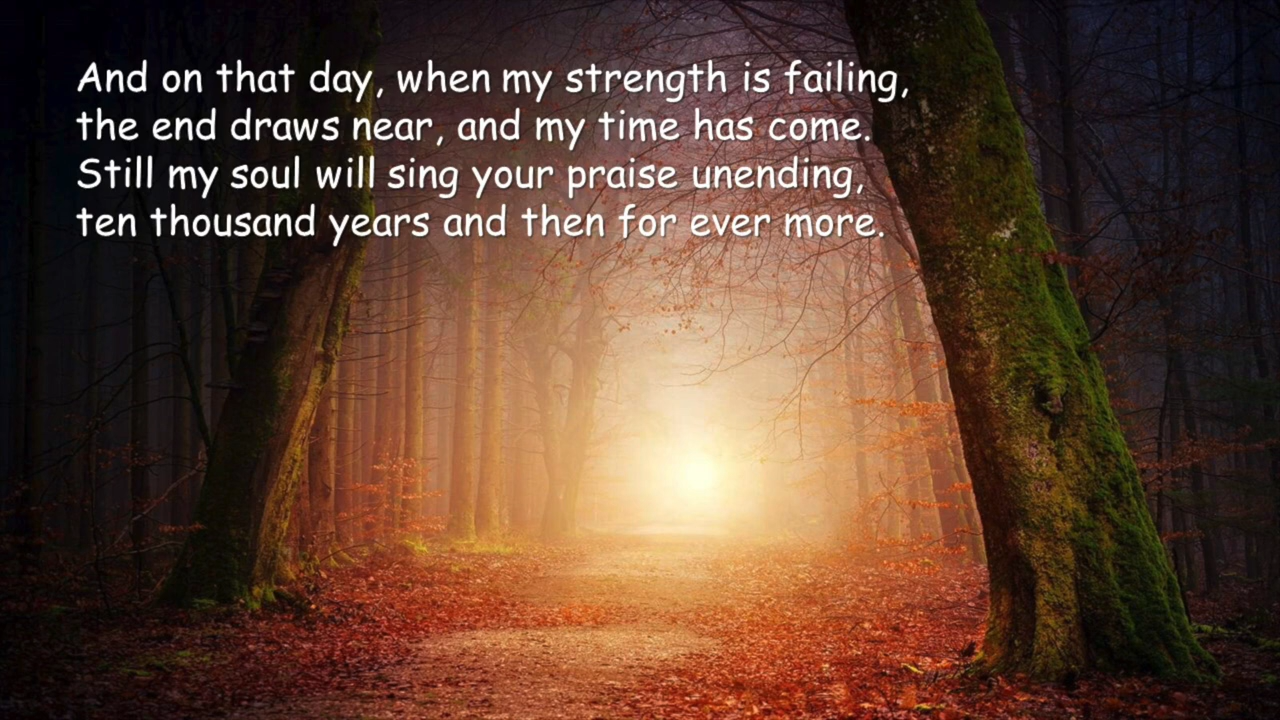 And on that day, when my strength is failing,
the end draws near, and my time has come.
Still my soul will sing your praise unending,
ten thousand years and then for ever more.